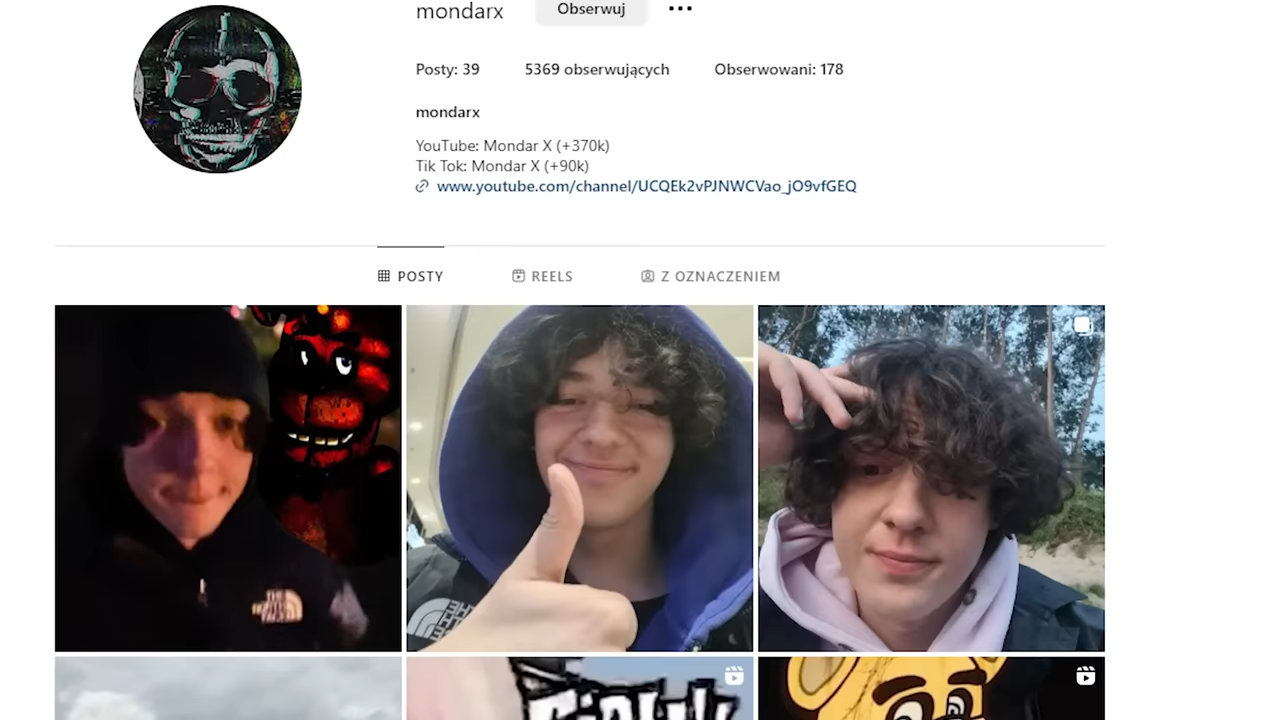 mondarx Obserwuj
Posty: 39 5369 obserwujących Obserwowani: 178
mondarx
YouTube: Mondar X (+370k)
Tik Tok: Mondar X (+90k)
www.youtube.com/channel/UCQEk2vPJNWCVao_jO9vfGEQ
POSTY REELS Z OZNACZENIEM
THE NORTH FACE